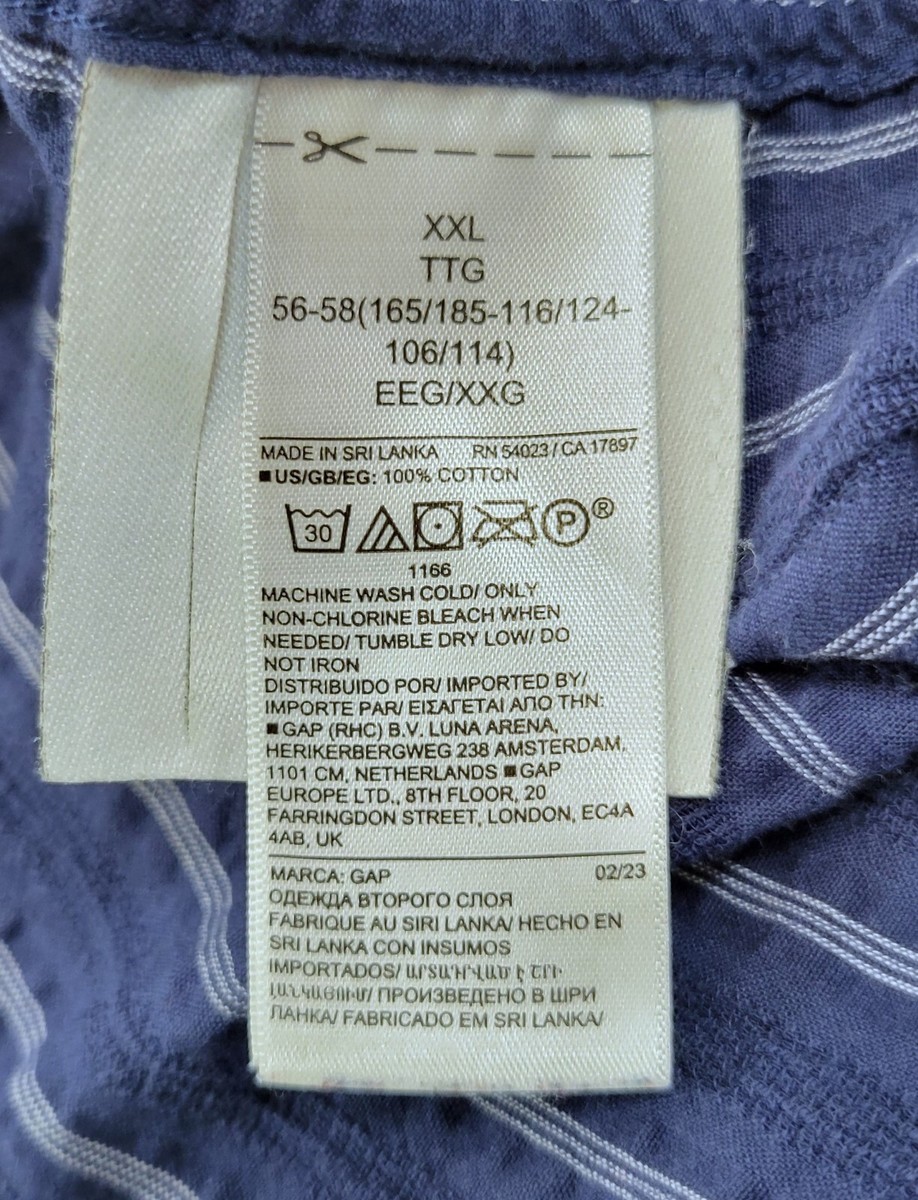 XXL
TTG
56-58(165/185-116/124-
106/114)
EEG/XXG
MADE IN SRI LANKA RN 54023 / CA 17897
■ US/GB/EG: 100% COTTON
30 P®
1166
MACHINE WASH COLD/ ONLY
NON-CHLORINE BLEACH WHEN
NEEDED/ TUMBLE DRY LOW/ DO
NOT IRON
DISTRIBUIDO POR/ IMPORTED BY/
IMPORTE PAR/ ΕΙΣΑΓΕΤΑΙ ΑΠΟ ΤΗΝ:
■ GAP (RHC) B.V. LUNA ARENA,
HERIKERBERGWEG 238 AMSTERDAM,
1101 CM, NETHERLANDS ■ GAP
EUROPE LTD., 8TH FLOOR, 20
FARRINGDON STREET, LONDON, EC4A
4AB, UK
MARCA: GAP 02/23
ОДЕЖДА ВТОРОГО СЛОЯ
FABRIQUE AU SIRI LANKA/ HECHO EN
SRI LANKA CON INSUMOS
IMPORTADOS/ ԱՐՏԱԴՐՎԱԾ Է ՇՐԻ
ԼԱՆԿԱՅՈՒՄ/ ПРОИЗВЕДЕНО В ШРИ
ЛАНКА/ FABRICADO EM SRI LANKA/